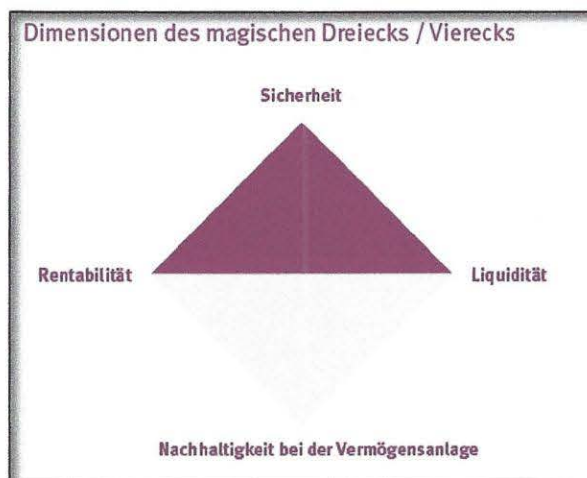 Dimensionen des magischen Dreiecks / Vierecks
Sicherheit
Rentabilität
Liquidität
Nachhaltigkeit bei der Vermögensanlage